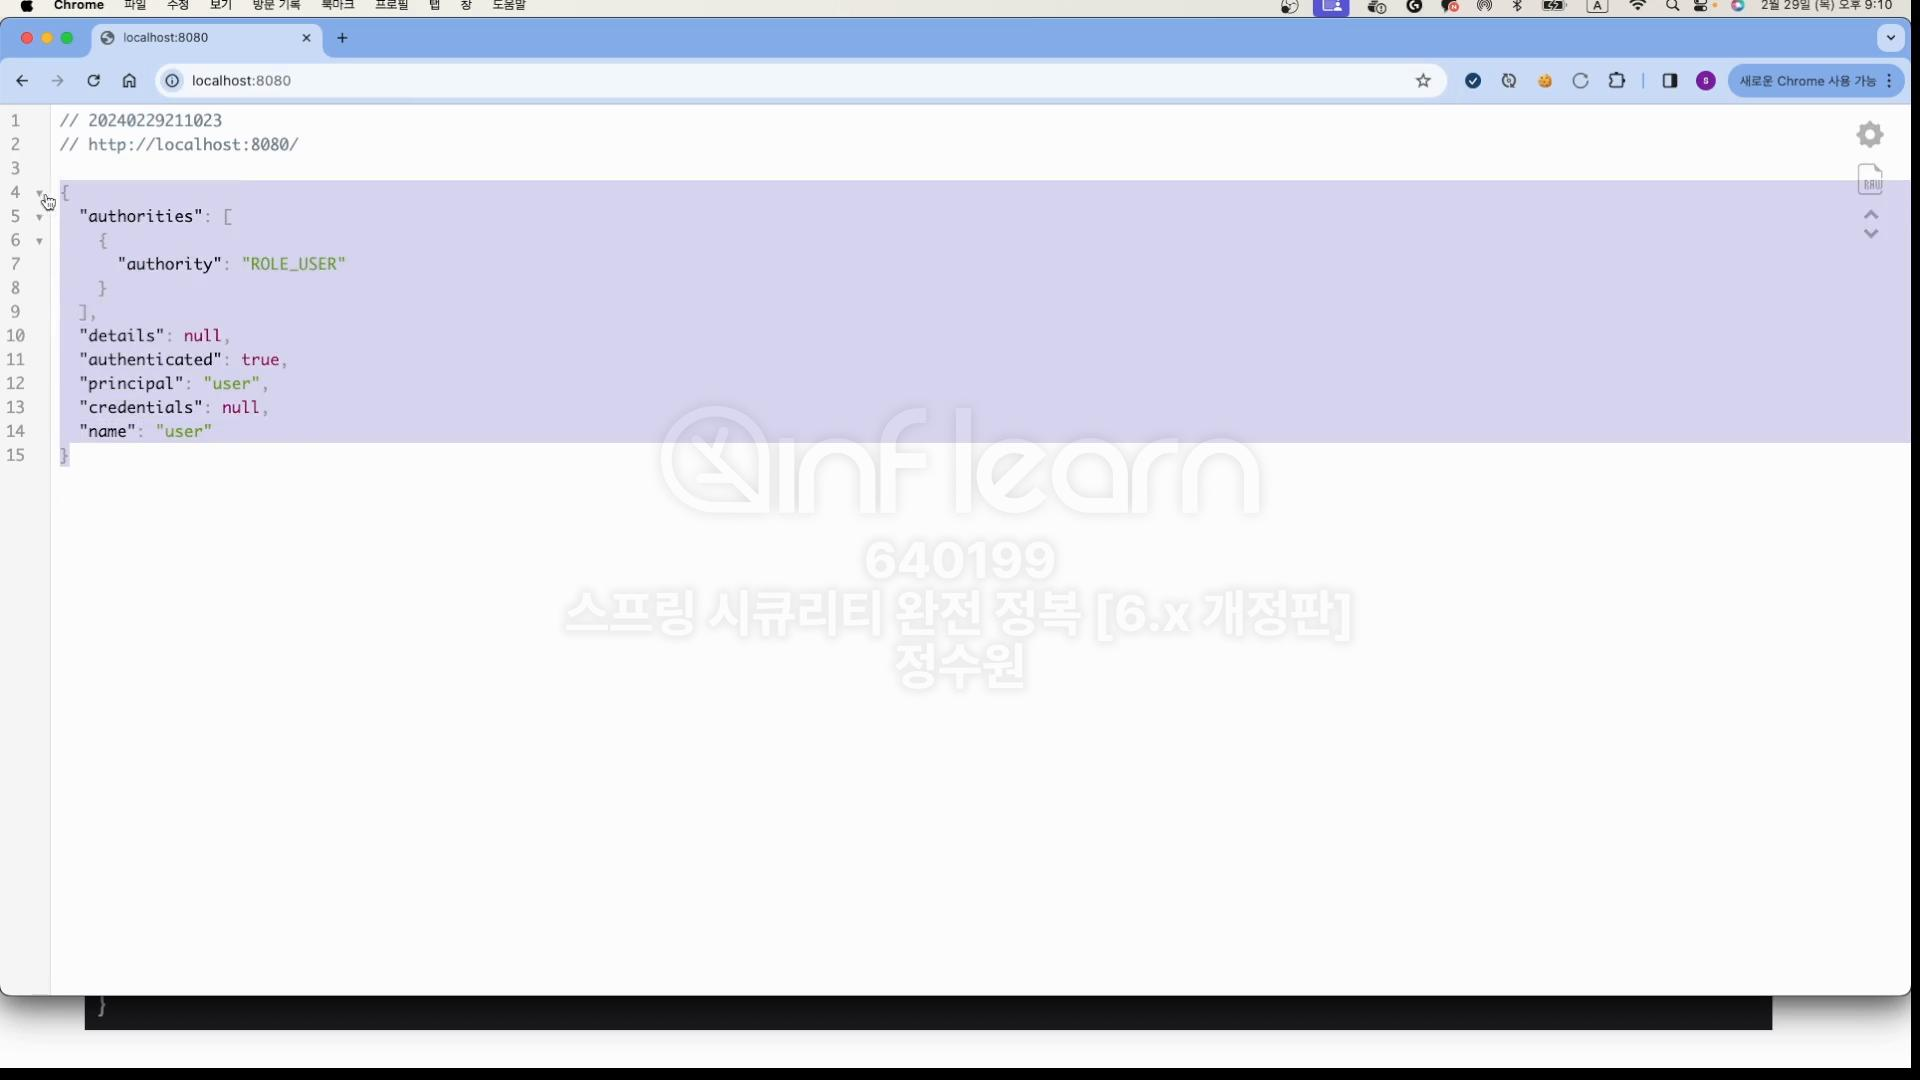 Chrome 파일 수정 보기 방문 기록 북마크 프로필 탭 창 도움말 A 2월 29일 (목) 오후 9:10
localhost:8080
localhost:8080 S 새로운 Chrome 사용 가능
1 // 20240229211023
2 // http://localhost:8080/
3
4 {
5 "authorities": [
6 {
7 "authority": "ROLE_USER"
8 }
9 ],
10 "details": null,
11 "authenticated": true,
12 "principal": "user",
13 "credentials": null,
14 "name": "user"
15 }
RAW
inflearn
640199
스프링 시큐리티 완전 정복 [6.x 개정판]
정수원
}